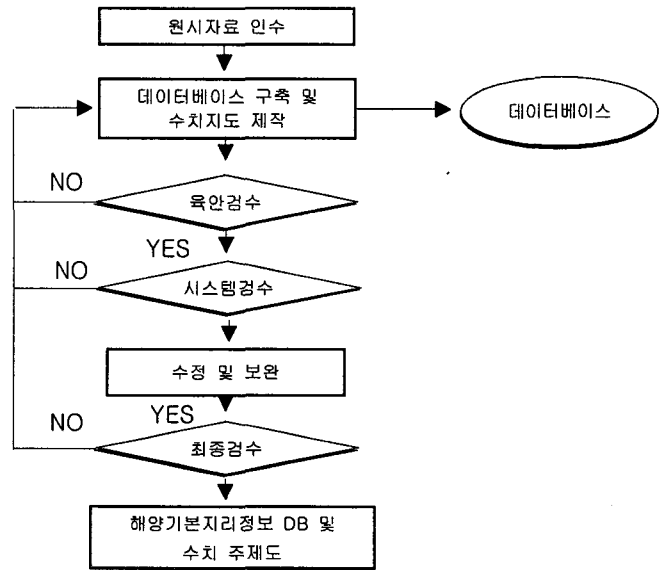 원시자료 인수
데이터베이스 구축 및
수치지도 제작
데이터베이스
NO
육안검수
YES
NO
시스템검수
수정 및 보완
NO
YES
최종검수
해양기본지리정보 DB 및
수치 주제도